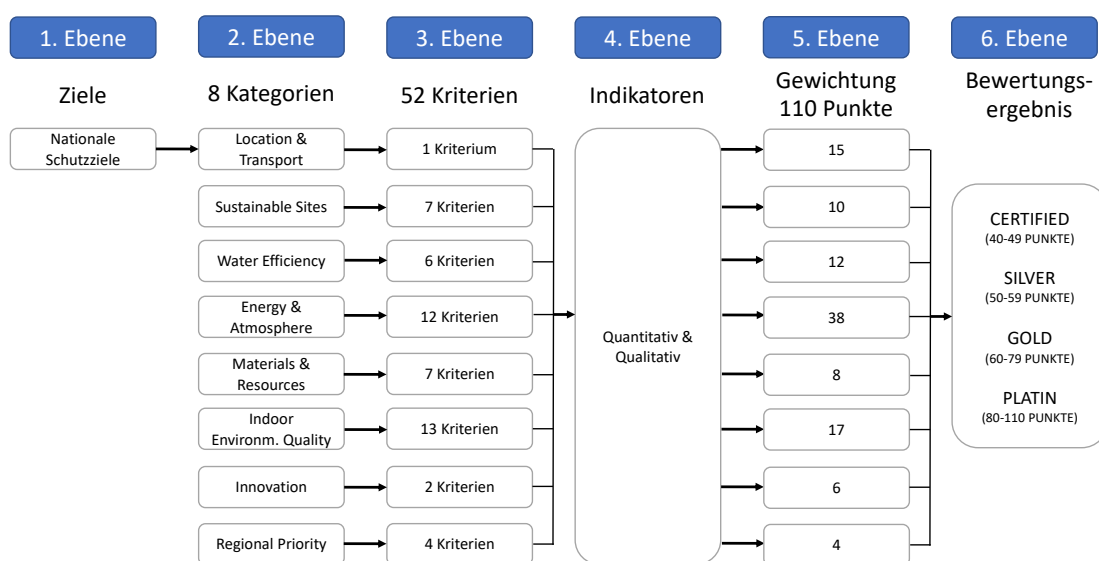 1. Ebene
2. Ebene
3. Ebene
4. Ebene
5. Ebene
6. Ebene
Ziele
8 Kategorien
52 Kriterien
Indikatoren
Gewichtung
110 Punkte
Bewertungs-
ergebnis
Nationale
Schutzziele
Location &
Transport
1 Kriterium
15
Sustainable Sites
7 Kriterien
10
Water Efficiency
6 Kriterien
12
Energy &
Atmosphere
12 Kriterien
38
Materials &
Resources
7 Kriterien
8
Indoor
Environm. Quality
13 Kriterien
17
Innovation
2 Kriterien
6
Regional Priority
4 Kriterien
4
Quantitativ &
Qualitativ
CERTIFIED
(40-49 PUNKTE)
SILVER
(50-59 PUNKTE)
GOLD
(60-79 PUNKTE)
PLATIN
(80-110 PUNKTE)